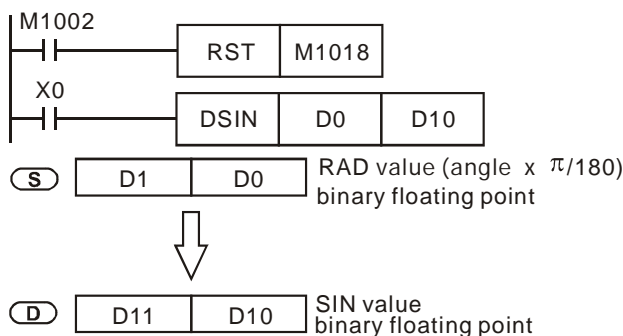 M1002
RST M1018
X0
DSIN D0 D10
S D1 D0 RAD value (angle x π/180)
binary floating point
D D11 D10 SIN value
binary floating point